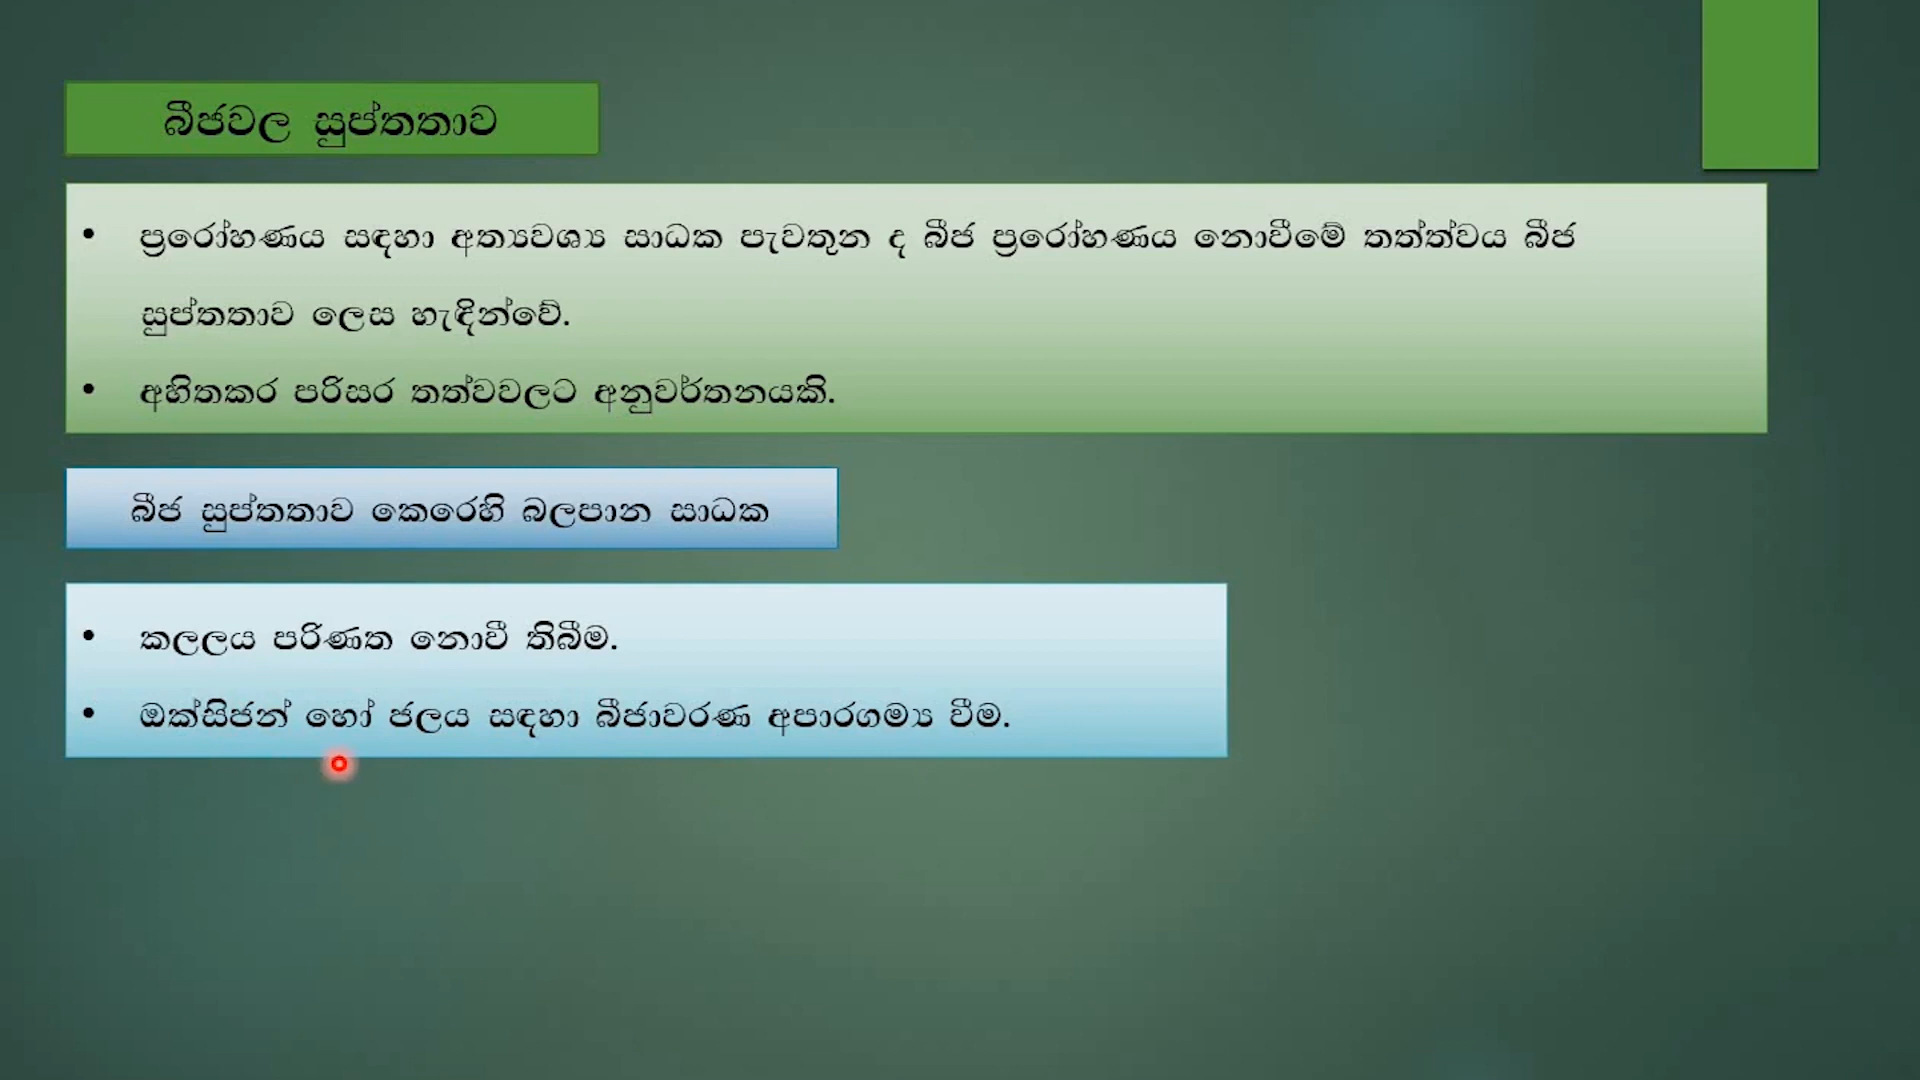 බීජවල සුප්තතාව
• ප්‍රරෝහණය සඳහා අත්‍යවශ්‍ය සාධක පැවතුන ද බීජ ප්‍රරෝහණය නොවීමේ තත්ත්වය බීජ
සුප්තතාව ලෙස හැඳින්වේ.
• අහිතකර පරිසර තත්වවලට අනුවර්තනයකි.
බීජ සුප්තතාව කෙරෙහි බලපාන සාධක
• කලලය පරිණත නොවී තිබීම.
• ඔක්සිජන් හෝ ජලය සඳහා බීජාවරණ අපාරගම්‍ය වීම.